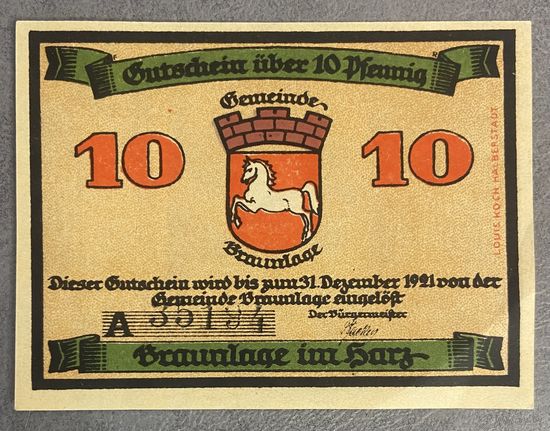 Gutschein über 10 Pfennig
Gemeinde
10
10
Braunlage
LOUIS KOCH HALBERSTADT
Dieser Gutschein wird bis zum 31. Dezember 1921 von der
Gemeinde Braunlage eingelöst
Der Bürgermeister
A 35194
Braunlage im Harz